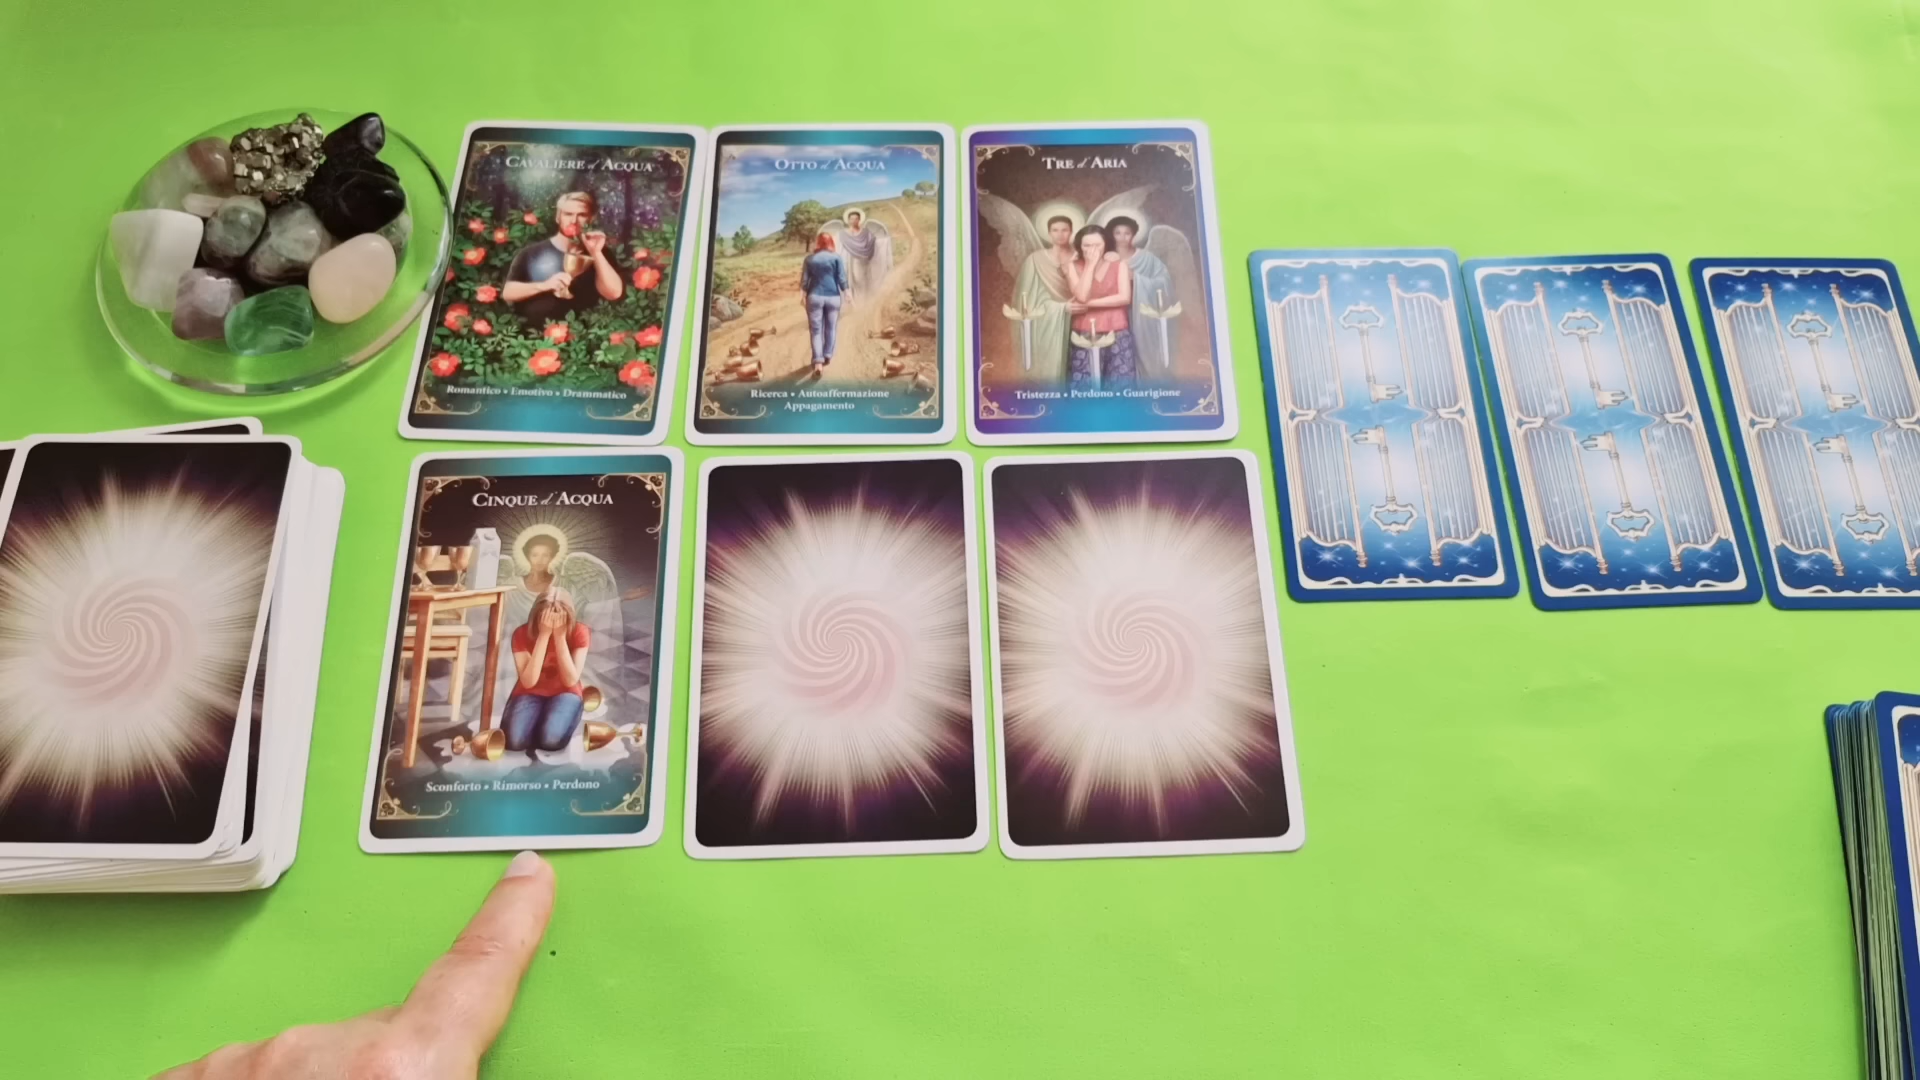 CAVALIERE d'ACQUA
Romantico • Emotivo • Drammatico
OTTO d'ACQUA
Ricerca • Autoaffermazione
Appagamento
TRE d'ARIA
Tristezza • Perdono • Guarigione
CINQUE d'ACQUA
Sconforto • Rimorso • Perdono